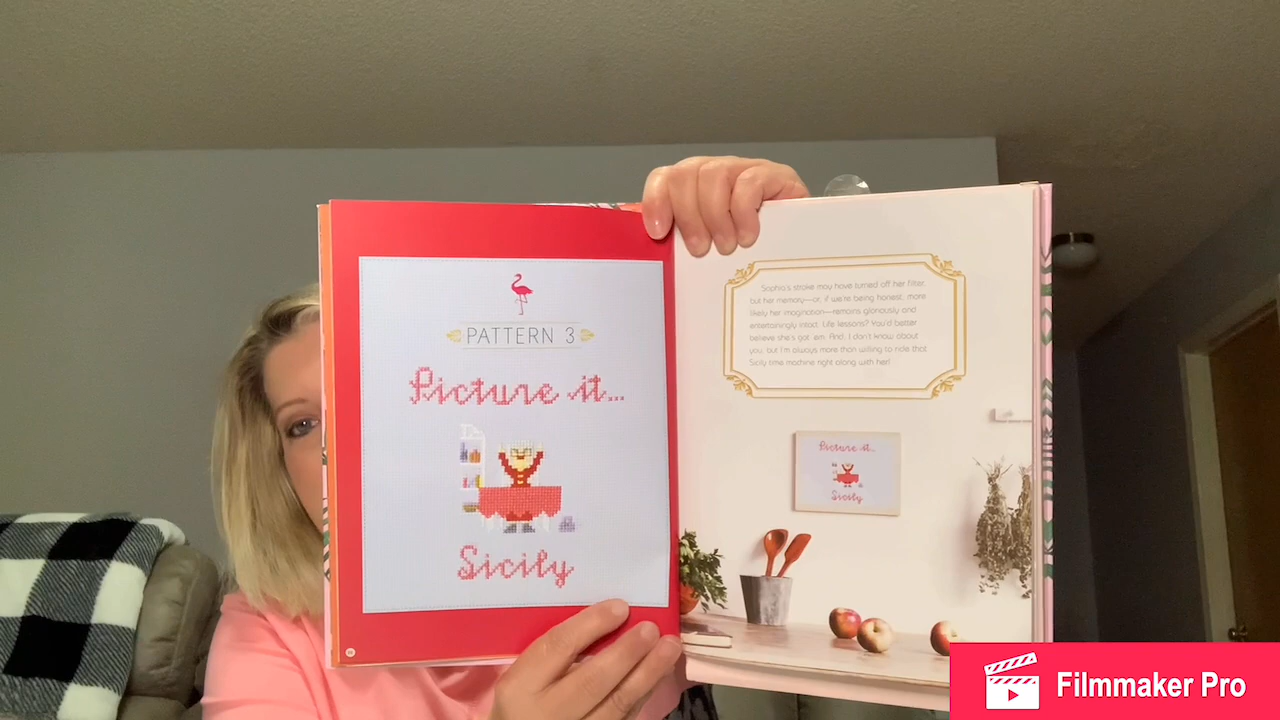 PATTERN 3
Picture it...
Sicily
Sophia's stroke may have turned off her filter,
but her memory—or, if we're being honest, more
likely her imagination—remains gloriously and
entertainingly intact. Life lessons? You'd better
believe she's got 'em. And, I don't know about
you, but I'm always more than willing to ride that
Sicily time machine right along with her!
Picture it...
Sicily
Filmmaker Pro